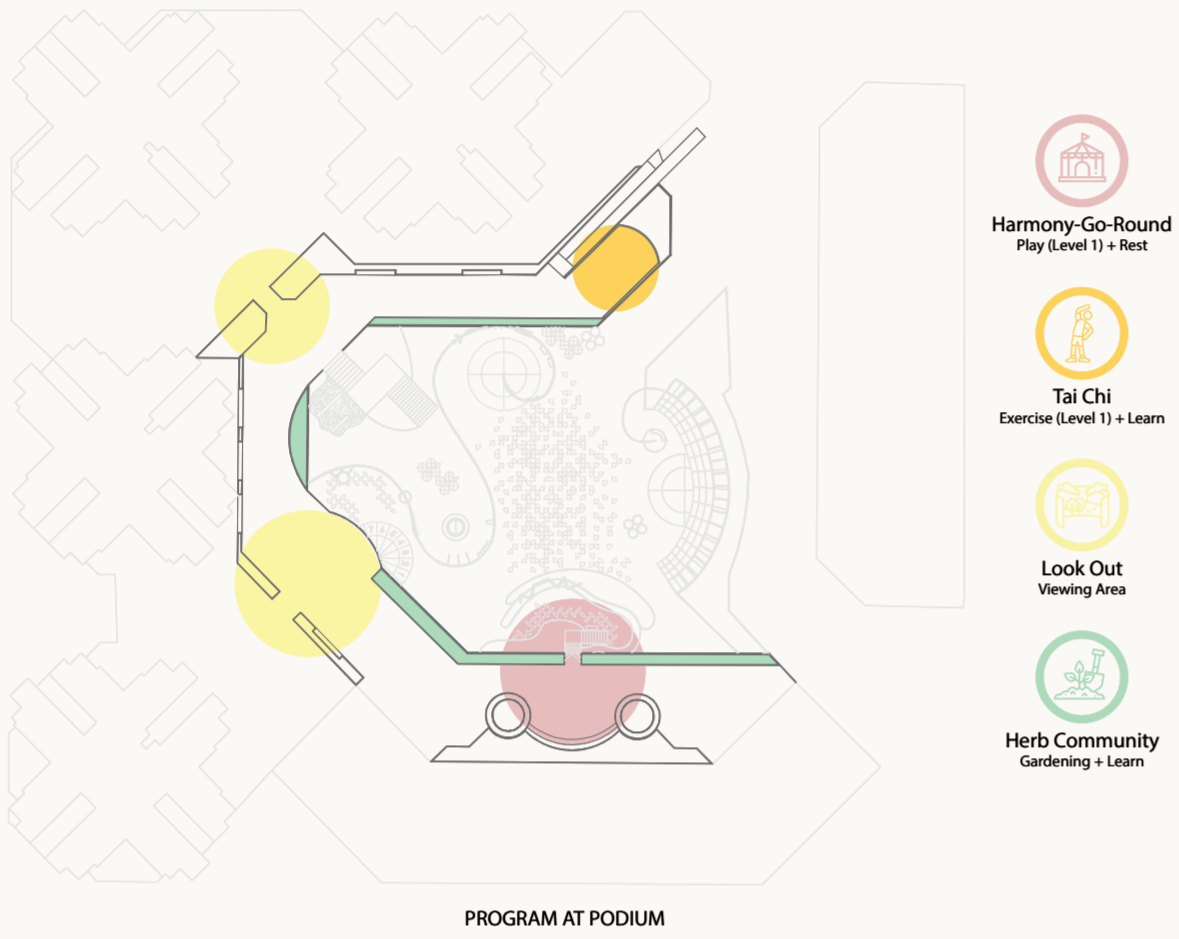 Harmony-Go-Round
Play (Level 1) + Rest
Tai Chi
Exercise (Level 1) + Learn
Look Out
Viewing Area
Herb Community
Gardening + Learn
PROGRAM AT PODIUM